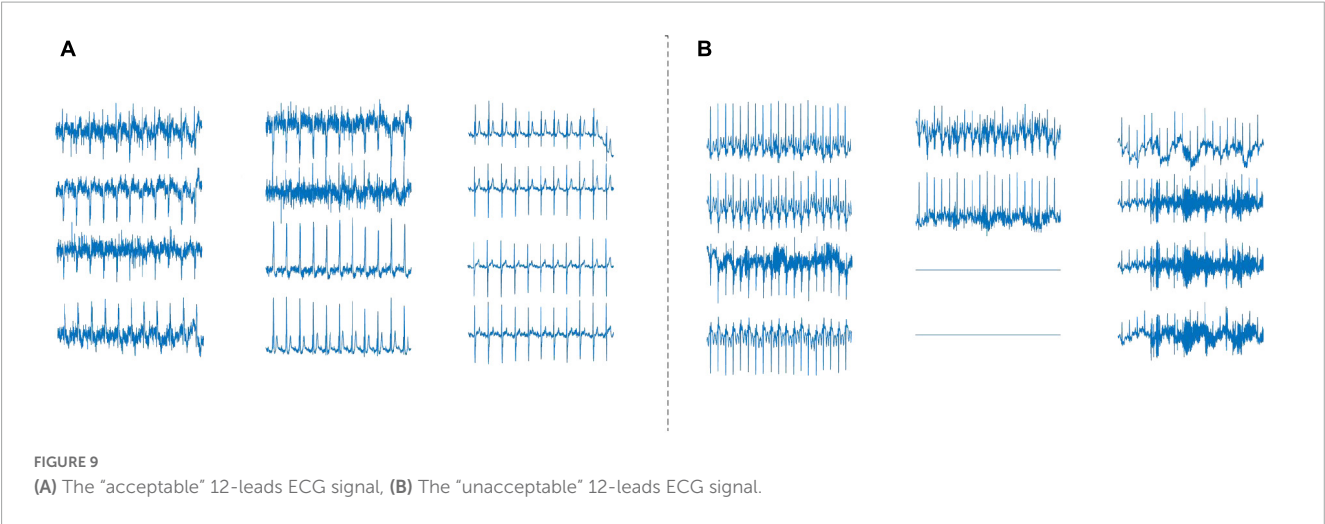 A
B
FIGURE 9
(A) The “acceptable” 12-leads ECG signal, (B) The “unacceptable” 12-leads ECG signal.